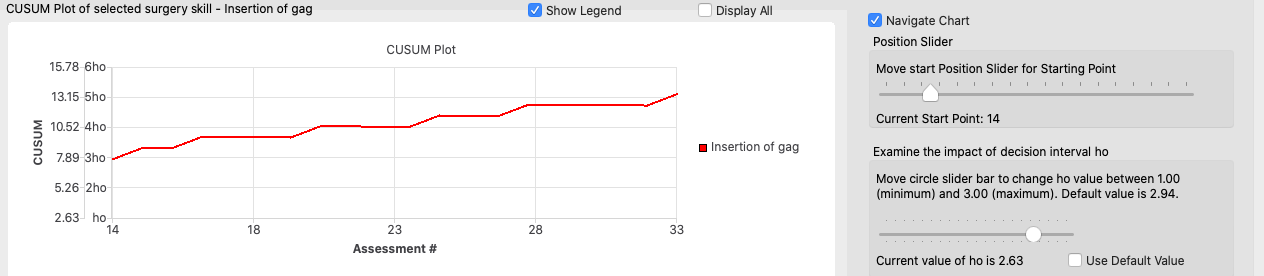 CUSUM Plot of selected surgery skill - Insertion of gag
Show Legend
Display All
CUSUM Plot
15.78 6ho
13.15 5ho
10.52 4ho
7.89 3ho
5.26 2ho
2.63 ho
CUSUM
14 18 23 28 33
Assessment #
Insertion of gag
Navigate Chart
Position Slider
Move start Position Slider for Starting Point
Current Start Point: 14
Examine the impact of decision interval ho
Move circle slider bar to change ho value between 1.00
(minimum) and 3.00 (maximum). Default value is 2.94.
Current value of ho is 2.63
Use Default Value